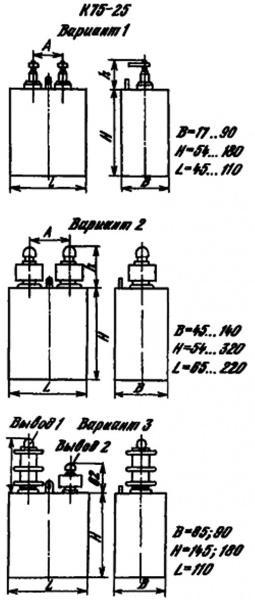 К75-25
Вариант 1
A
h
H
L
B
B=17...90
H=54...180
L=45...110
Вариант 2
A
h
H
L
B
B=45...140
H=54...320
L=65...220
Вывод 1 Вариант 3
Вывод 2
H
L
B
B=85; 90
H=145; 180
L=110